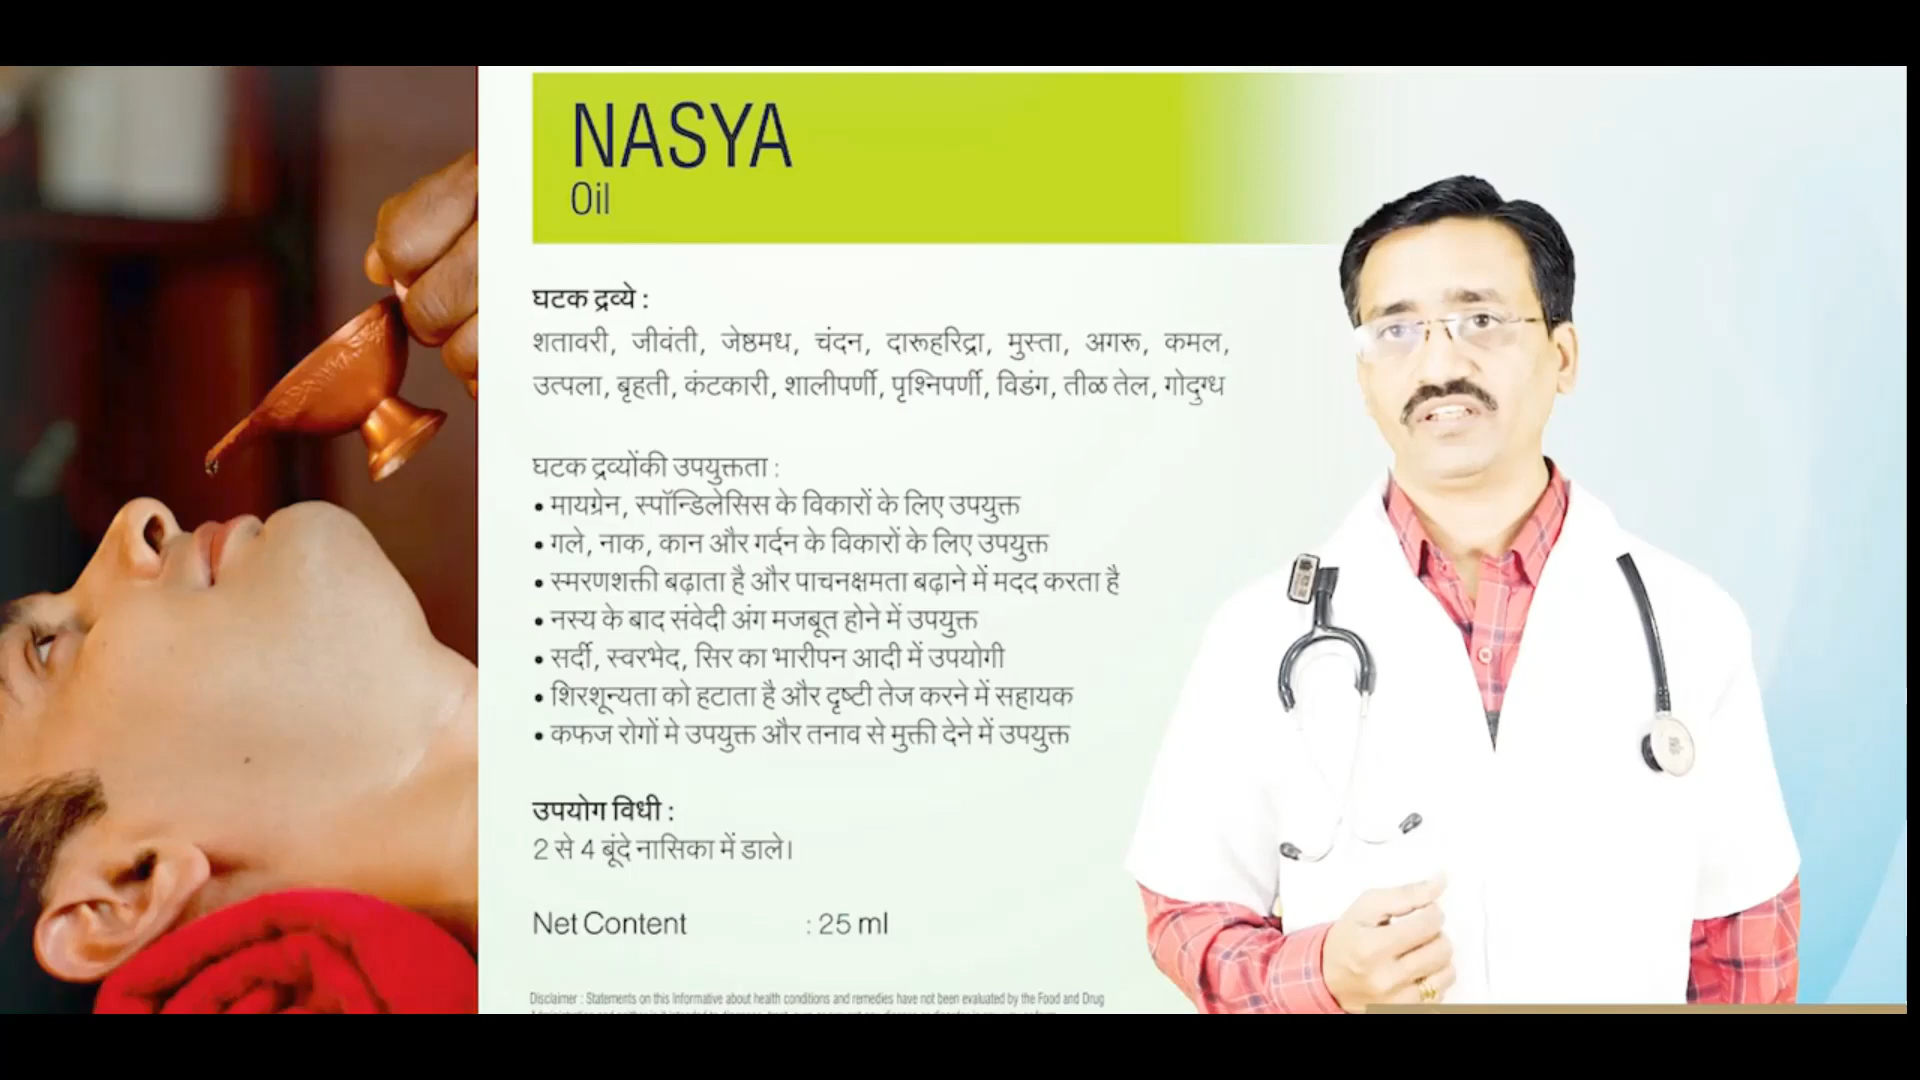 NASYA
Oil
घटक द्रव्ये :
शतावरी, जीवंती, जेष्ठमध, चंदन, दारूहरिद्रा, मुस्ता, अगरू, कमल,
उत्पला, बृहती, कंटकारी, शालीपर्णी, पृश्निपर्णी, विडंग, तीळ तेल, गोदुग्ध
घटक द्रव्योंकी उपयुक्तता :
• मायग्रेन, स्पॉन्डिलेसिस के विकारों के लिए उपयुक्त
• गले, नाक, कान और गर्दन के विकारों के लिए उपयुक्त
• स्मरणशक्ती बढ़ाता है और पाचनक्षमता बढ़ाने में मदद करता है
• नस्य के बाद संवेदी अंग मजबूत होने में उपयुक्त
• सर्दी, स्वरभेद, सिर का भारीपन आदी में उपयोगी
• शिरशून्यता को हटाता है और दृष्टी तेज करने में सहायक
• कफज रोगों मे उपयुक्त और तनाव से मुक्ती देने में उपयुक्त
उपयोग विधी :
2 से 4 बूंदे नासिका में डाले।
Net Content : 25 ml
Disclaimer : Statements on this Informative about health conditions and remedies have not been evaluated by the Food and Drug